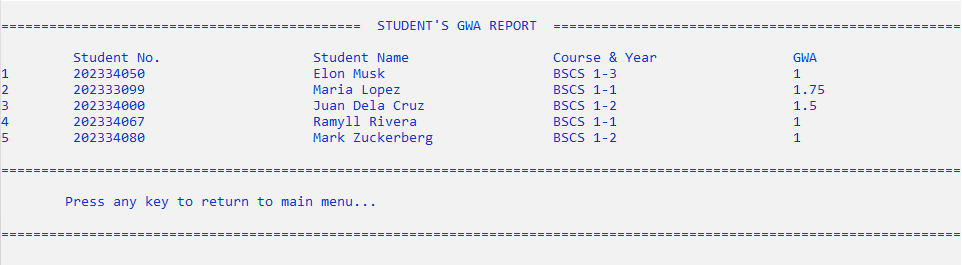 ============================================= STUDENT'S GWA REPORT ===================================================
Student No. Student Name Course & Year GWA
1 202334050 Elon Musk BSCS 1-3 1
2 202333099 Maria Lopez BSCS 1-1 1.75
3 202334000 Juan Dela Cruz BSCS 1-2 1.5
4 202334067 Ramyll Rivera BSCS 1-1 1
5 202334080 Mark Zuckerberg BSCS 1-2 1
========================================================================================================================
Press any key to return to main menu...
========================================================================================================================